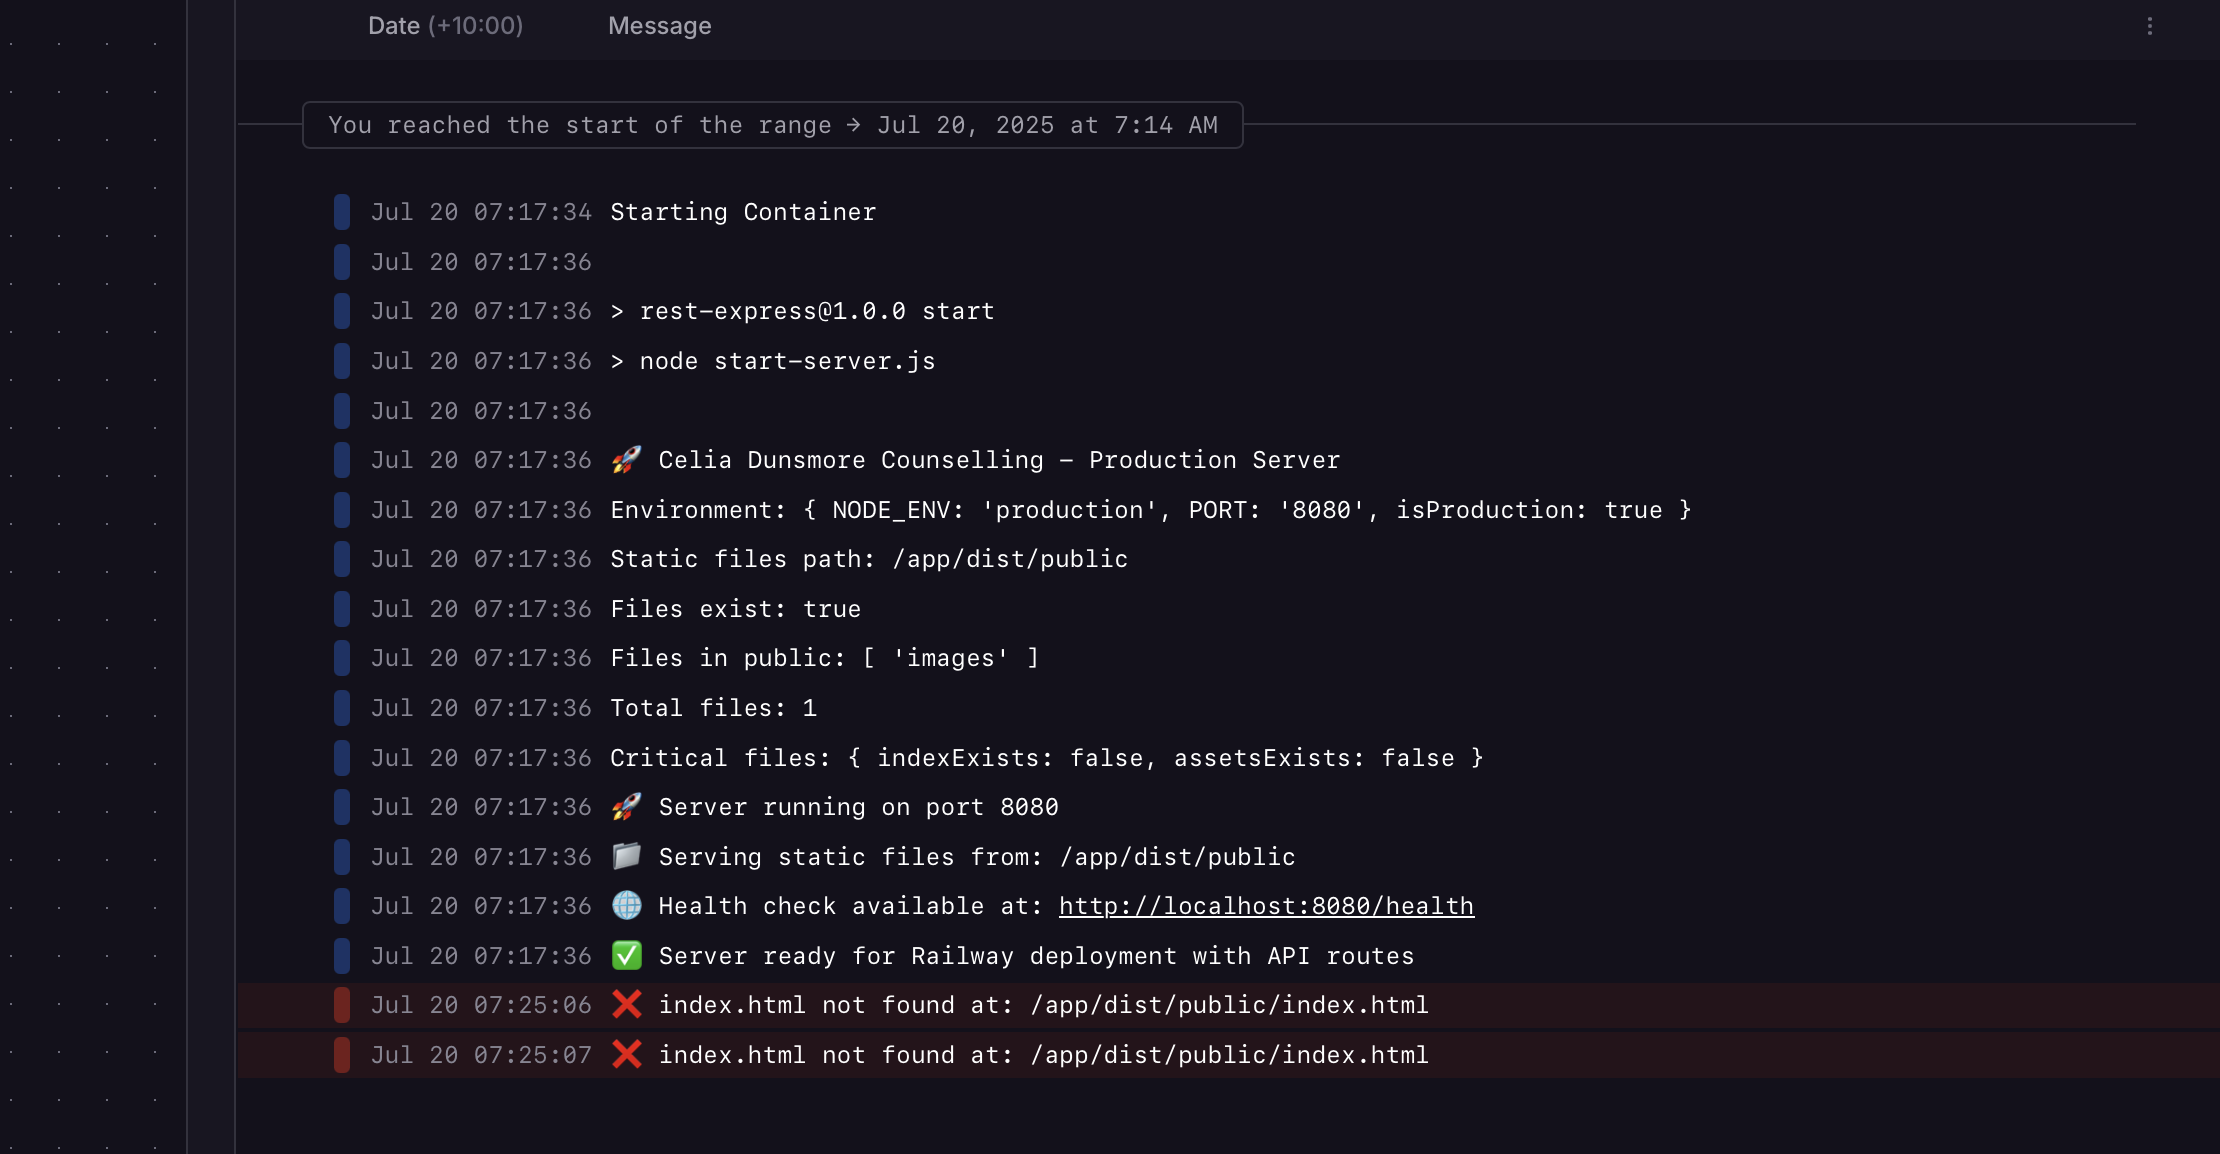 Date (+10:00) Message
You reached the start of the range → Jul 20, 2025 at 7:14 AM
Jul 20 07:17:34 Starting Container
Jul 20 07:17:36
Jul 20 07:17:36 > rest-express@1.0.0 start
Jul 20 07:17:36 > node start-server.js
Jul 20 07:17:36
Jul 20 07:17:36 🚀 Celia Dunsmore Counselling - Production Server
Jul 20 07:17:36 Environment: { NODE_ENV: 'production', PORT: '8080', isProduction: true }
Jul 20 07:17:36 Static files path: /app/dist/public
Jul 20 07:17:36 Files exist: true
Jul 20 07:17:36 Files in public: [ 'images' ]
Jul 20 07:17:36 Total files: 1
Jul 20 07:17:36 Critical files: { indexExists: false, assetsExists: false }
Jul 20 07:17:36 🚀 Server running on port 8080
Jul 20 07:17:36 📁 Serving static files from: /app/dist/public
Jul 20 07:17:36 🌐 Health check available at: http://localhost:8080/health
Jul 20 07:17:36 ✅ Server ready for Railway deployment with API routes
Jul 20 07:25:06 ❌ index.html not found at: /app/dist/public/index.html
Jul 20 07:25:07 ❌ index.html not found at: /app/dist/public/index.html